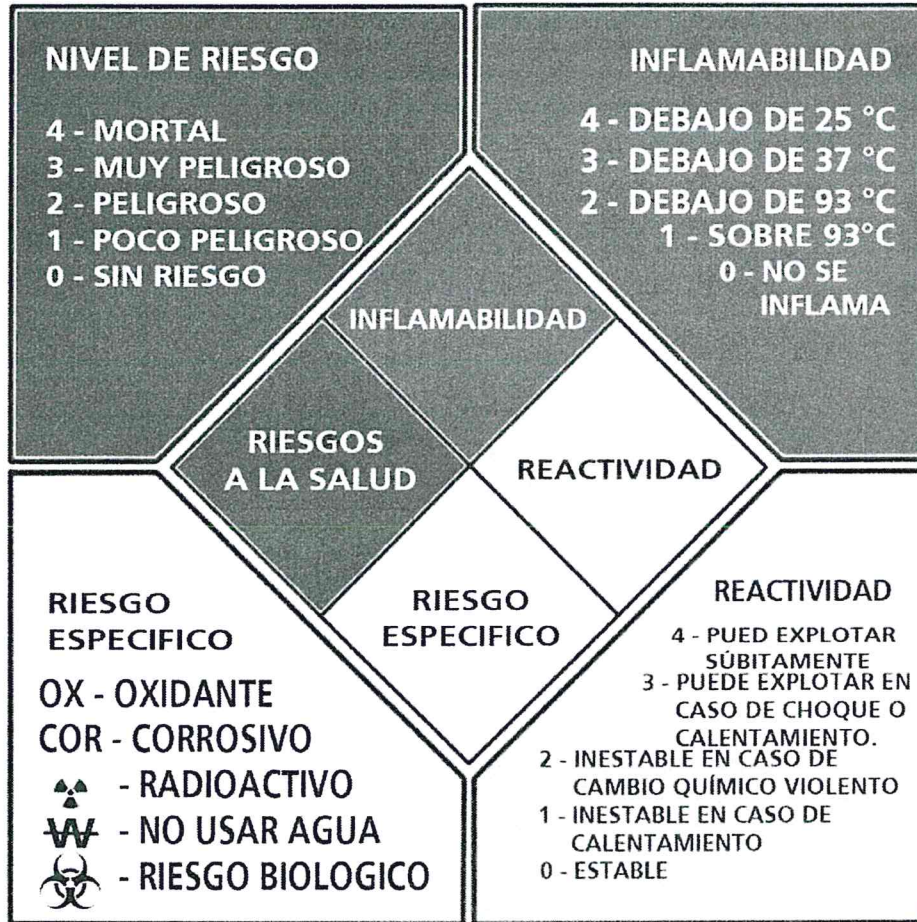 NIVEL DE RIESGO
4 - MORTAL
3 - MUY PELIGROSO
2 - PELIGROSO
1 - POCO PELIGROSO
0 - SIN RIESGO
INFLAMABILIDAD
4 - DEBAJO DE 25 °C
3 - DEBAJO DE 37 °C
2 - DEBAJO DE 93 °C
1 - SOBRE 93°C
0 - NO SE
INFLAMA
INFLAMABILIDAD
RIESGOS
A LA SALUD
REACTIVIDAD
RIESGO
ESPECIFICO
RIESGO
ESPECIFICO
OX - OXIDANTE
COR - CORROSIVO
- RADIOACTIVO
W - NO USAR AGUA
- RIESGO BIOLOGICO
REACTIVIDAD
4 - PUED EXPLOTAR
SÚBITAMENTE
3 - PUEDE EXPLOTAR EN
CASO DE CHOQUE O
CALENTAMIENTO.
2 - INESTABLE EN CASO DE
CAMBIO QUÍMICO VIOLENTO
1 - INESTABLE EN CASO DE
CALENTAMIENTO
0 - ESTABLE